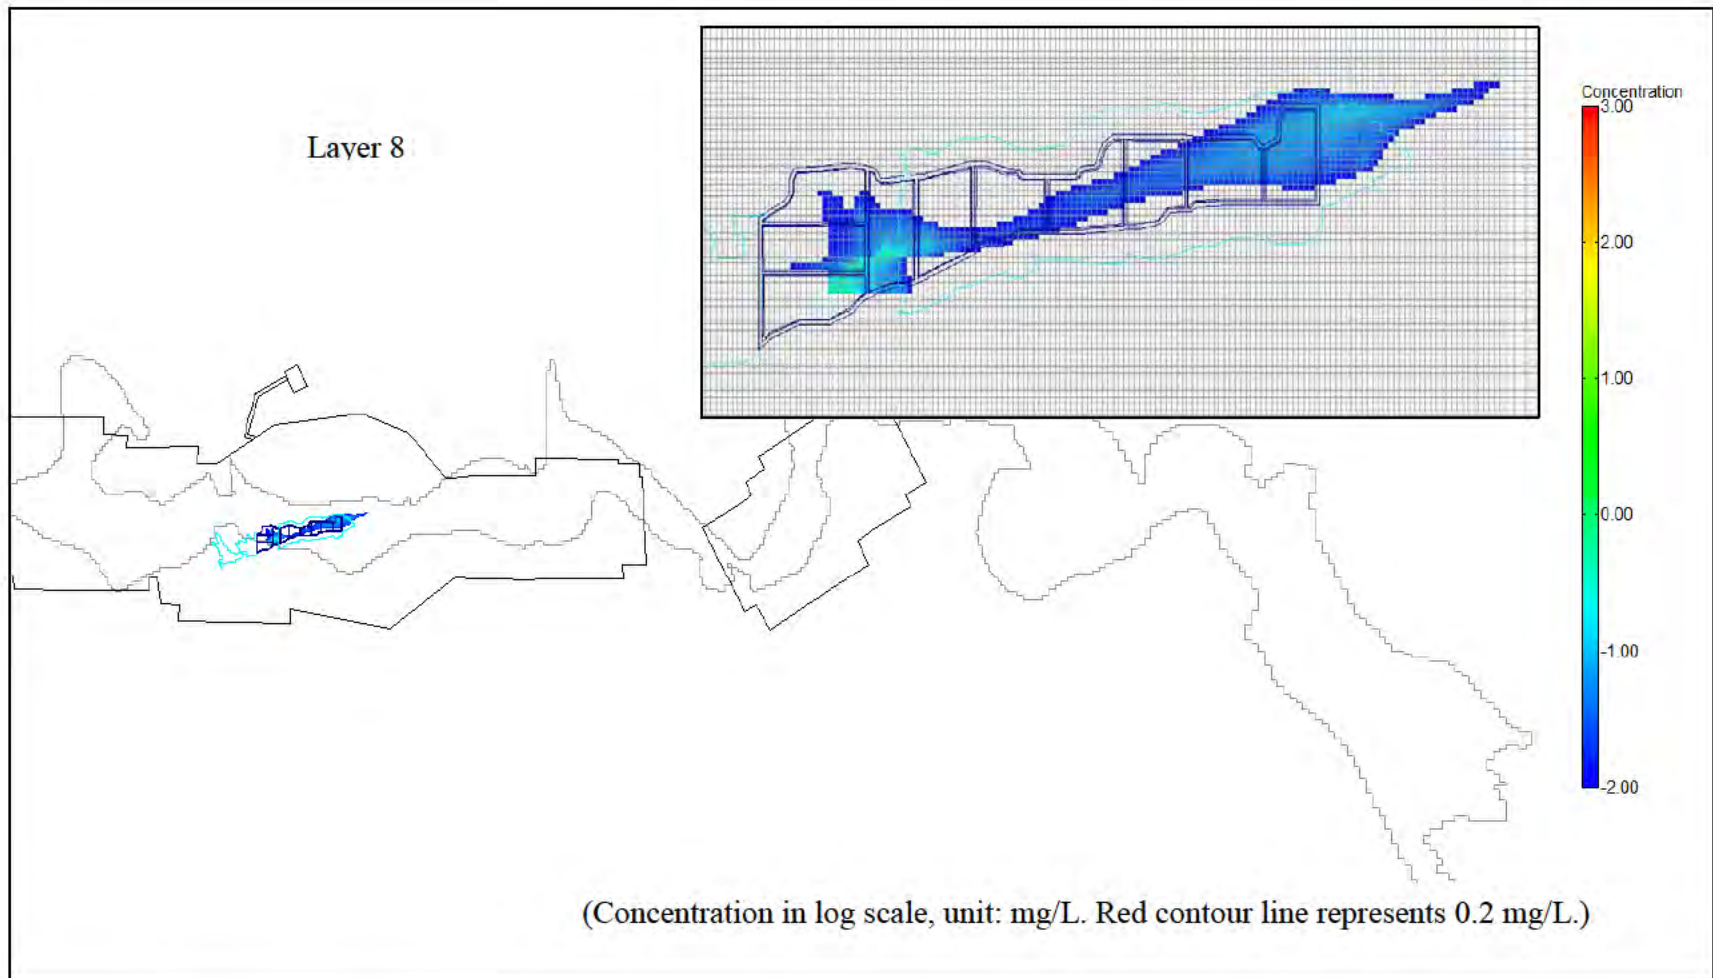 Layer 8
Concentration
3.00
2.00
1.00
0.00
-1.00
-2.00
(Concentration in log scale, unit: mg/L. Red contour line represents 0.2 mg/L.)